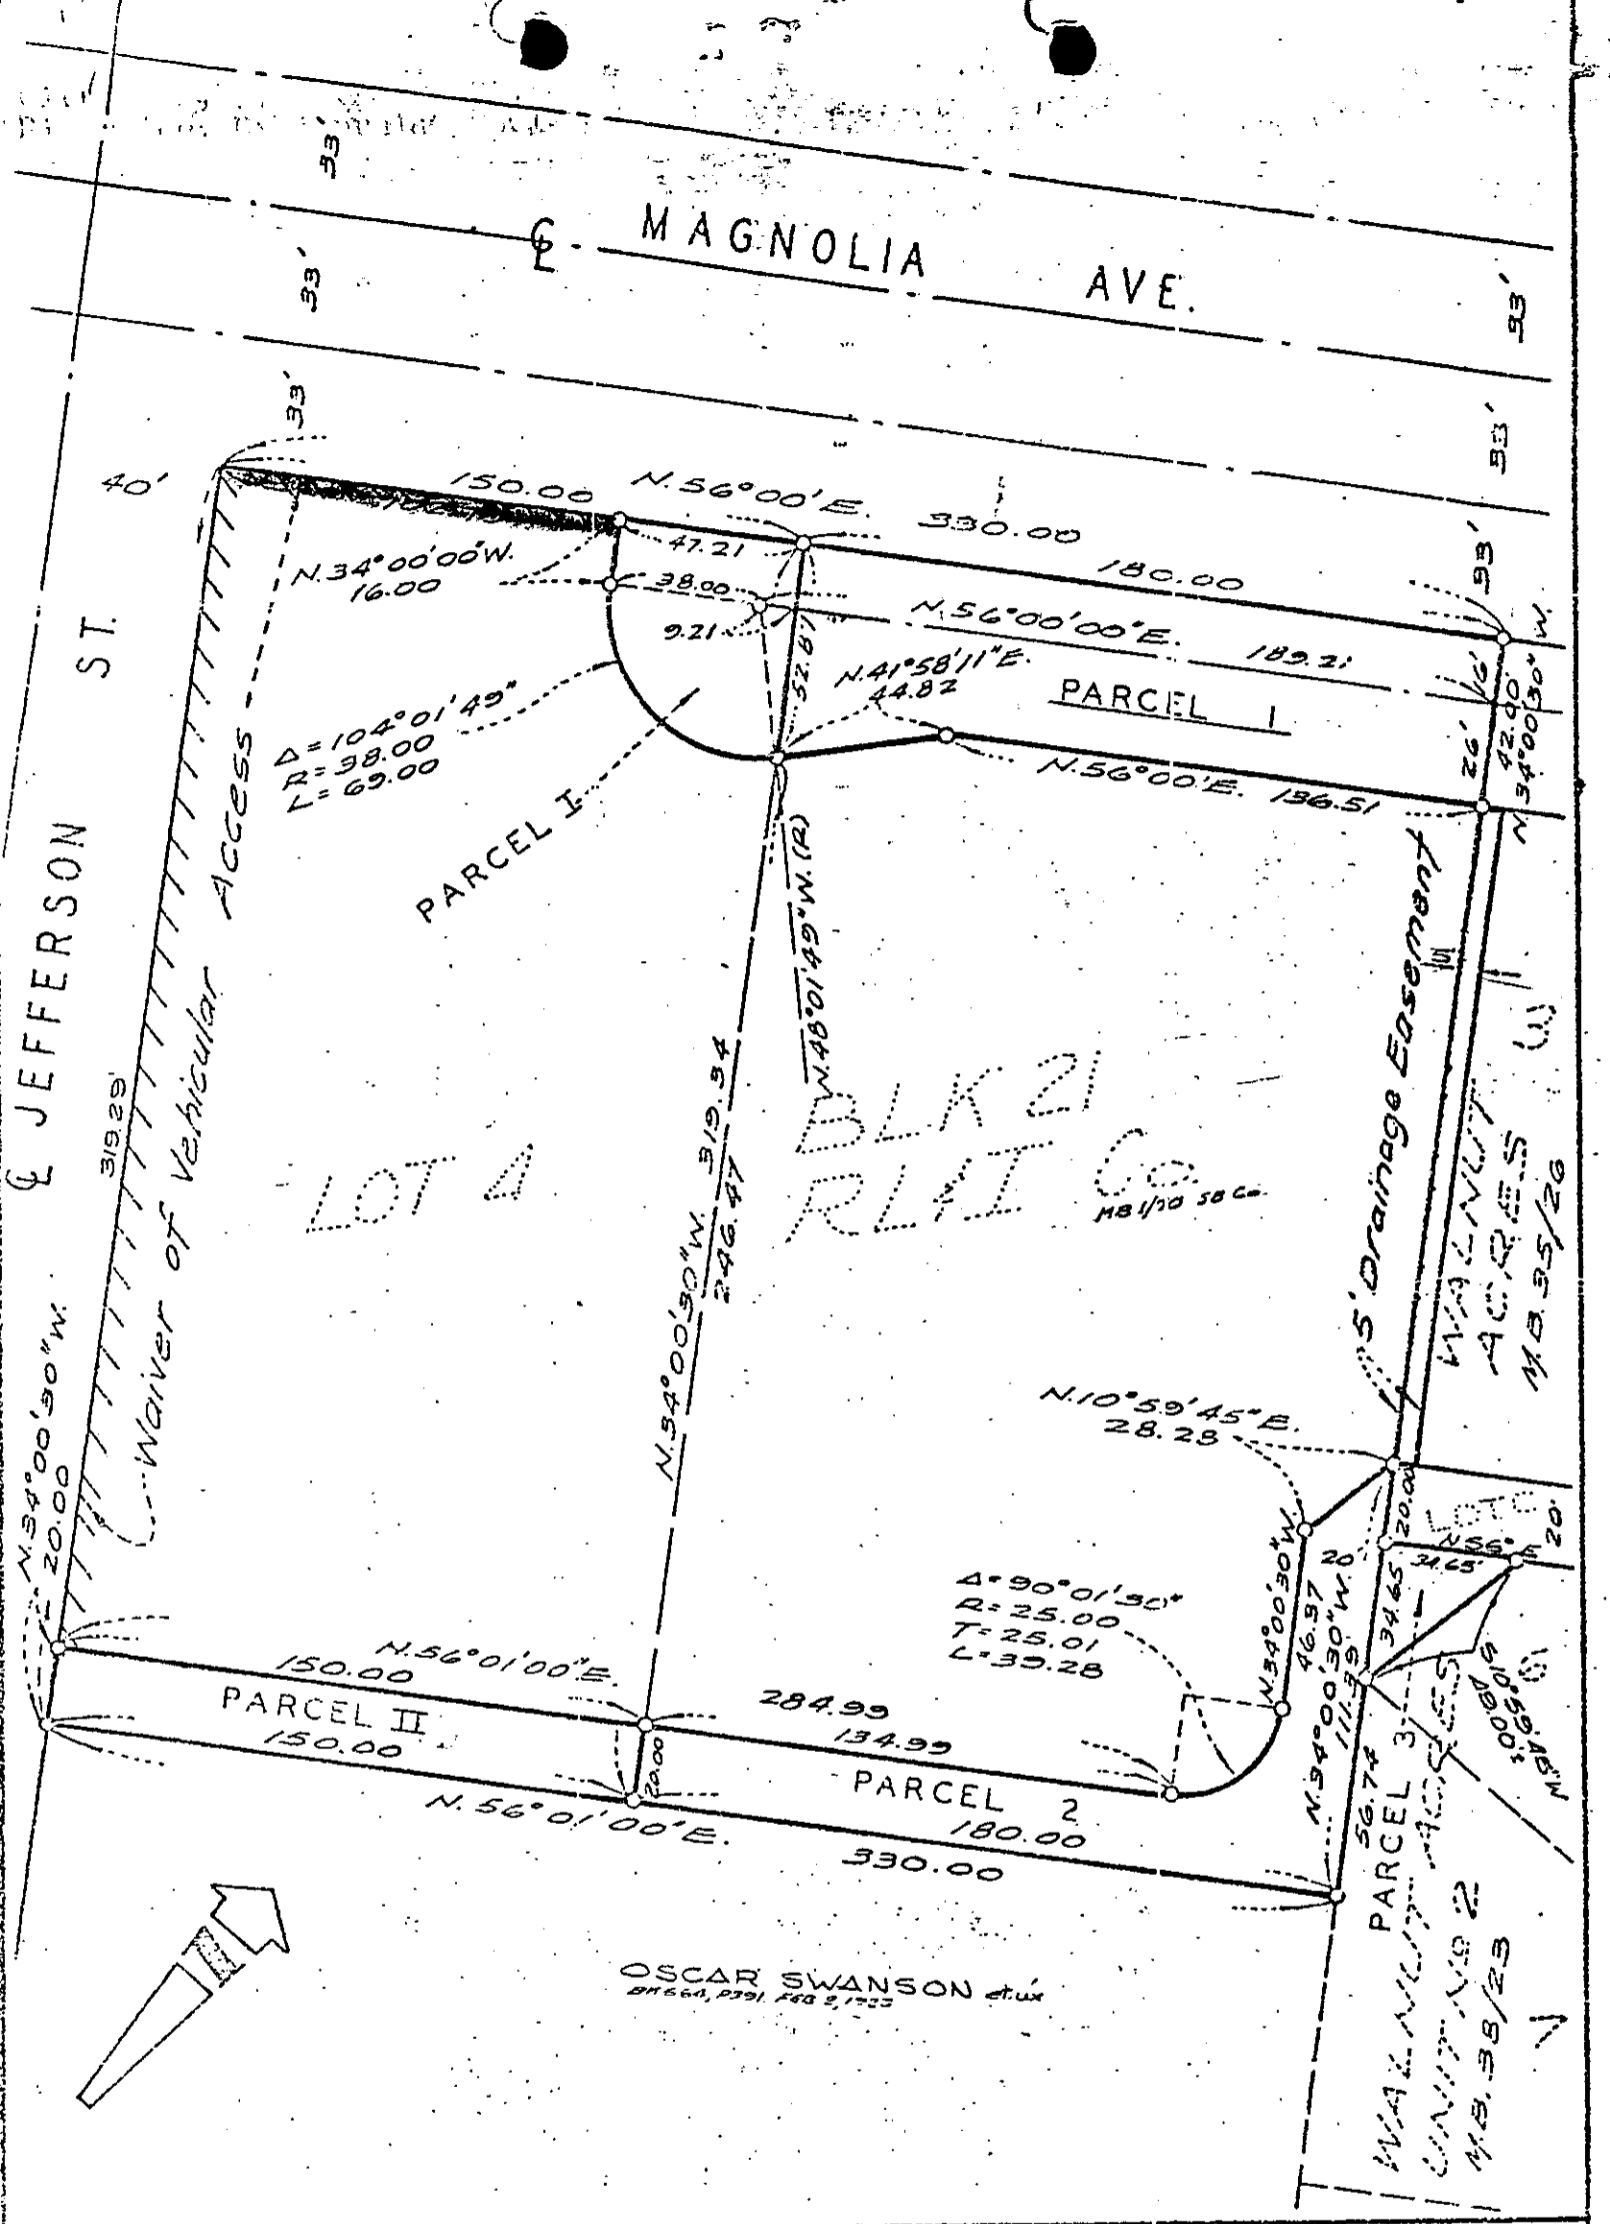 33'
℄ MAGNOLIA AVE.
33'
33'
33'
33'
33'
40'
150.00
N.56°00'E.
330.00
47.21
180.00
N.34°00'00"W.
16.00
38.00
9.21
52.87
N.56°00'00"E.
189.21
N.41°58'11"E.
44.82
PARCEL 1
16'
26'
42.00'
N.34°00'30"W.
N.56°00'E. 136.51
Δ=104°01'49"
R=38.00
L=69.00
PARCEL I
N.48°01'49"W.(R)
℄ JEFFERSON ST.
319.29'
Waiver of Vehicular Access
5' Drainage Easement
5'
LOT 4
BLK 21
RLKI Co.
MB 1/70 SB Co.
N.34°00'30"W. 319.34
246.47
WALNUT
ACRES
M.B. 35/26
N.10°59'45"E.
28.28
N.34°00'30"W.
20.00
N.34°00'30"W.
46.97
20'
20.00
N 56° E
34.65'
20'
34.65
Δ=90°01'30"
R=25.00
T=25.01
L=39.28
N.34°00'30"W.
111.39
56.74
PARCEL 3
N.56°01'00"E.
150.00
PARCEL II
150.00
284.99
134.99
20.00
PARCEL 2
N.56°01'00"E.
180.00
330.00
OSCAR SWANSON et ux
WALNUT ACRES
UNIT NO 2
M.B. 38/23